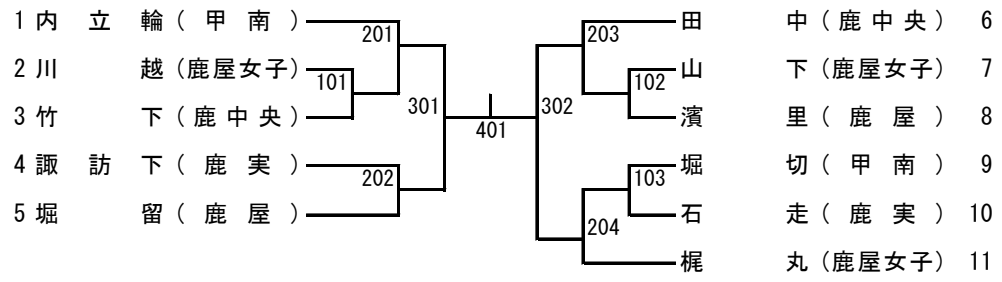 1 内立輪(甲南)
201
2 川越(鹿屋女子)
101
3 竹下(鹿中央)
301
4 諏訪下(鹿実)
202
5 堀留(鹿屋)
401
田中(鹿中央) 6
203
山下(鹿屋女子) 7
102
濱里(鹿屋) 8
302
堀切(甲南) 9
103
石走(鹿実) 10
204
梶丸(鹿屋女子) 11